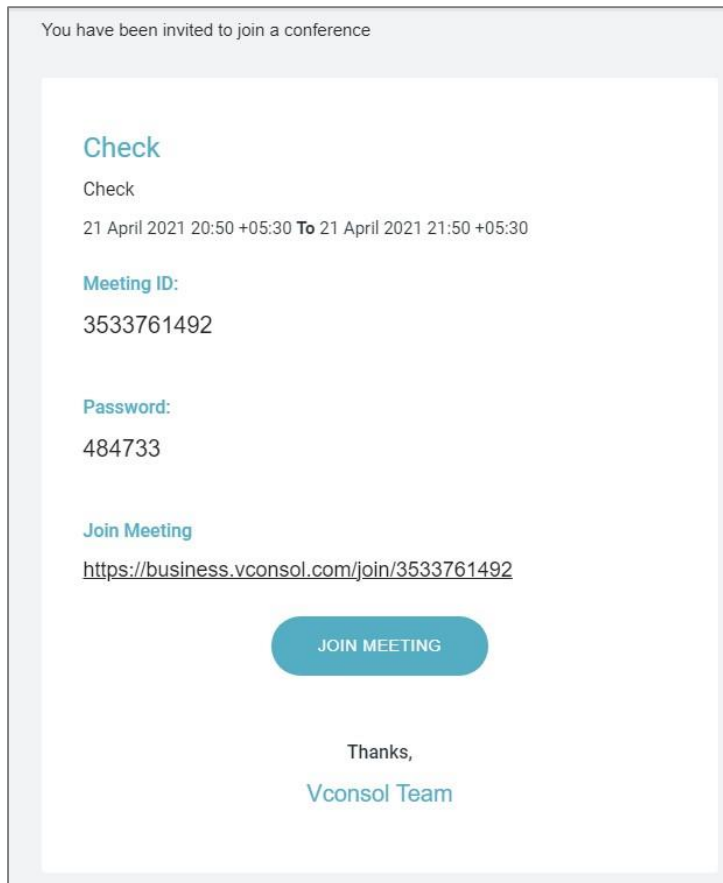 You have been invited to join a conference
Check
Check
21 April 2021 20:50 +05:30 To 21 April 2021 21:50 +05:30
Meeting ID:
3533761492
Password:
484733
Join Meeting
https://business.vconsol.com/join/3533761492
JOIN MEETING
Thanks,
Vconsol Team